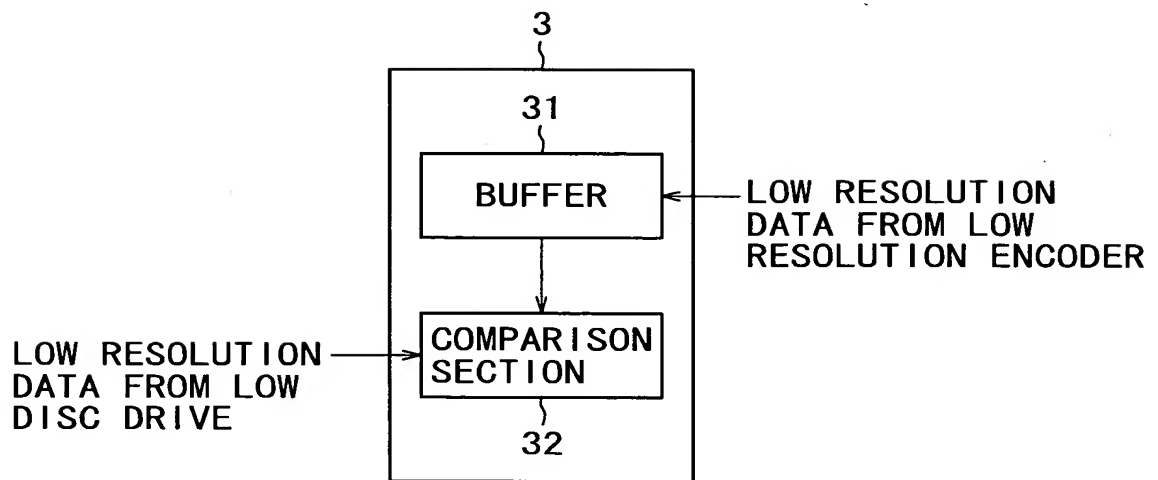 3
31
BUFFER
LOW RESOLUTION
DATA FROM LOW
RESOLUTION ENCODER
COMPARISON
SECTION
LOW RESOLUTION
DATA FROM LOW
DISC DRIVE
32